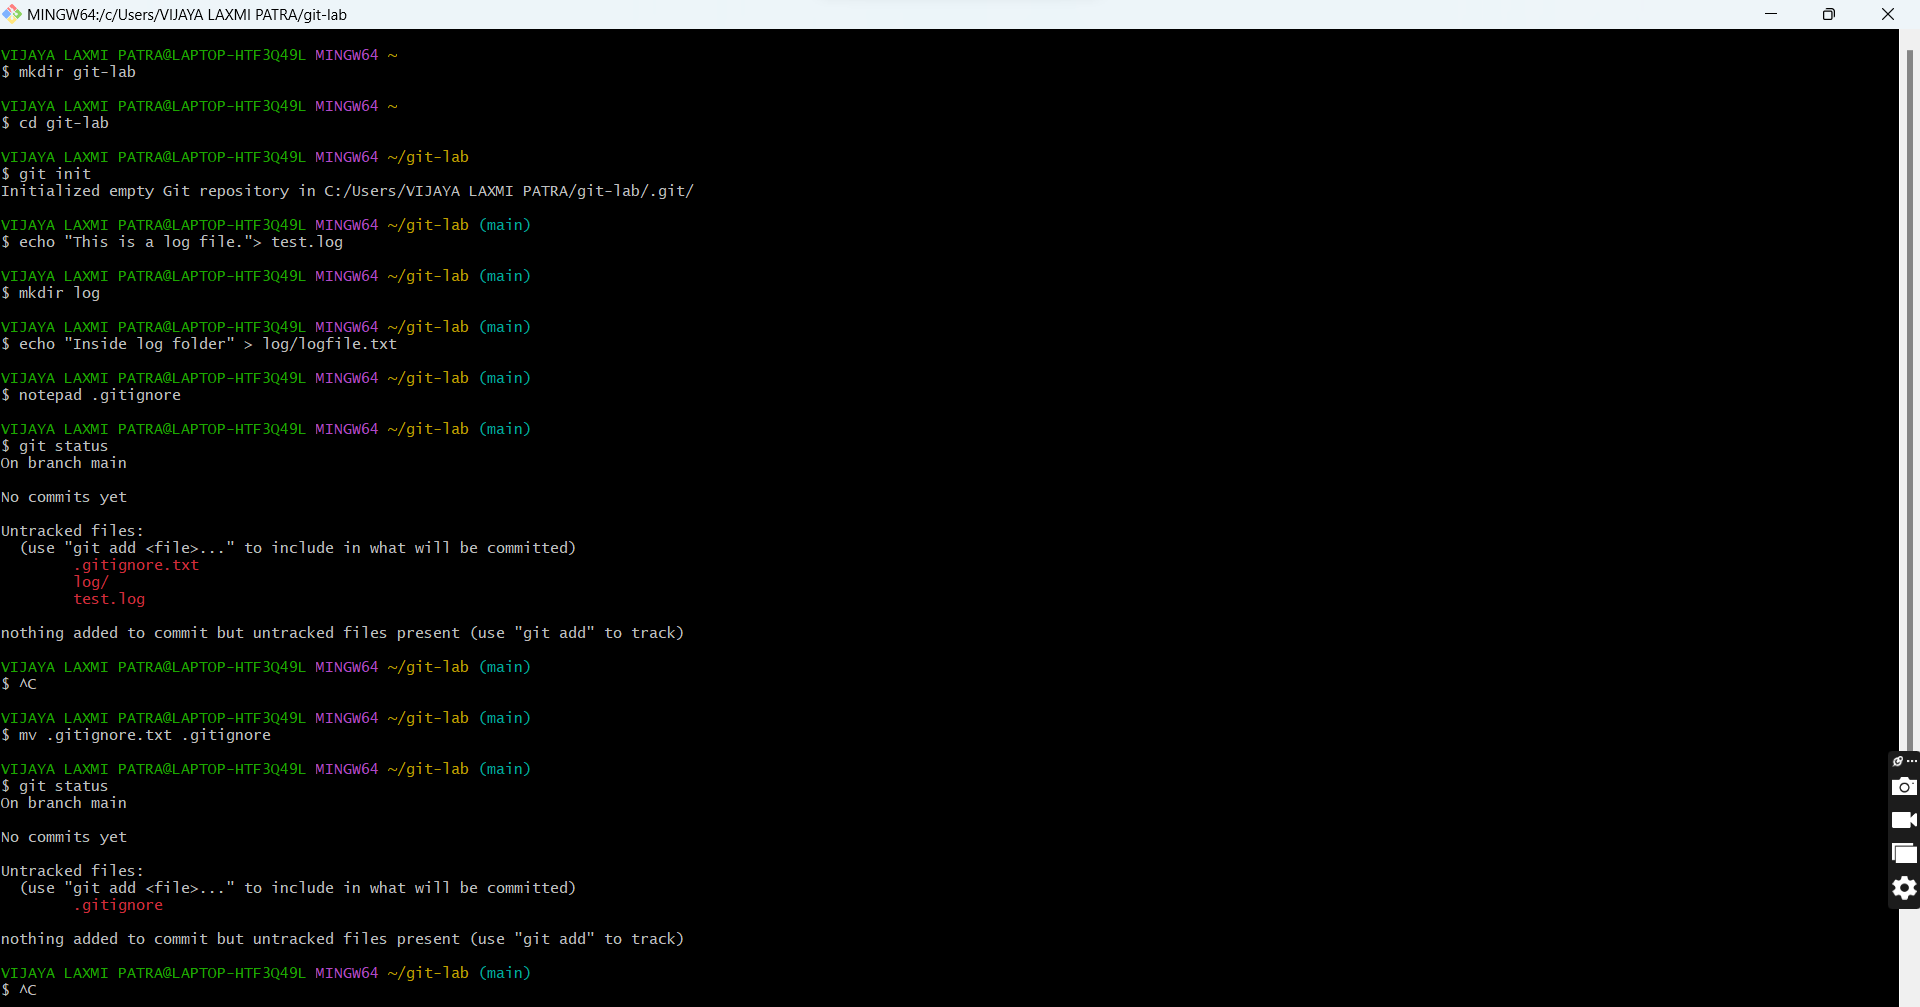 MINGW64:/c/Users/VIJAYA LAXMI PATRA/git-lab
VIJAYA LAXMI PATRA@LAPTOP-HTF3Q49L MINGW64 ~
$ mkdir git-lab
VIJAYA LAXMI PATRA@LAPTOP-HTF3Q49L MINGW64 ~
$ cd git-lab
VIJAYA LAXMI PATRA@LAPTOP-HTF3Q49L MINGW64 ~/git-lab
$ git init
Initialized empty Git repository in C:/Users/VIJAYA LAXMI PATRA/git-lab/.git/
VIJAYA LAXMI PATRA@LAPTOP-HTF3Q49L MINGW64 ~/git-lab (main)
$ echo "This is a log file."> test.log
VIJAYA LAXMI PATRA@LAPTOP-HTF3Q49L MINGW64 ~/git-lab (main)
$ mkdir log
VIJAYA LAXMI PATRA@LAPTOP-HTF3Q49L MINGW64 ~/git-lab (main)
$ echo "Inside log folder" > log/logfile.txt
VIJAYA LAXMI PATRA@LAPTOP-HTF3Q49L MINGW64 ~/git-lab (main)
$ notepad .gitignore
VIJAYA LAXMI PATRA@LAPTOP-HTF3Q49L MINGW64 ~/git-lab (main)
$ git status
On branch main
No commits yet
Untracked files:
  (use "git add <file>..." to include in what will be committed)
        .gitignore.txt
        log/
        test.log
nothing added to commit but untracked files present (use "git add" to track)
VIJAYA LAXMI PATRA@LAPTOP-HTF3Q49L MINGW64 ~/git-lab (main)
$ ^C
VIJAYA LAXMI PATRA@LAPTOP-HTF3Q49L MINGW64 ~/git-lab (main)
$ mv .gitignore.txt .gitignore
VIJAYA LAXMI PATRA@LAPTOP-HTF3Q49L MINGW64 ~/git-lab (main)
$ git status
On branch main
No commits yet
Untracked files:
  (use "git add <file>..." to include in what will be committed)
        .gitignore
nothing added to commit but untracked files present (use "git add" to track)
VIJAYA LAXMI PATRA@LAPTOP-HTF3Q49L MINGW64 ~/git-lab (main)
$ ^C